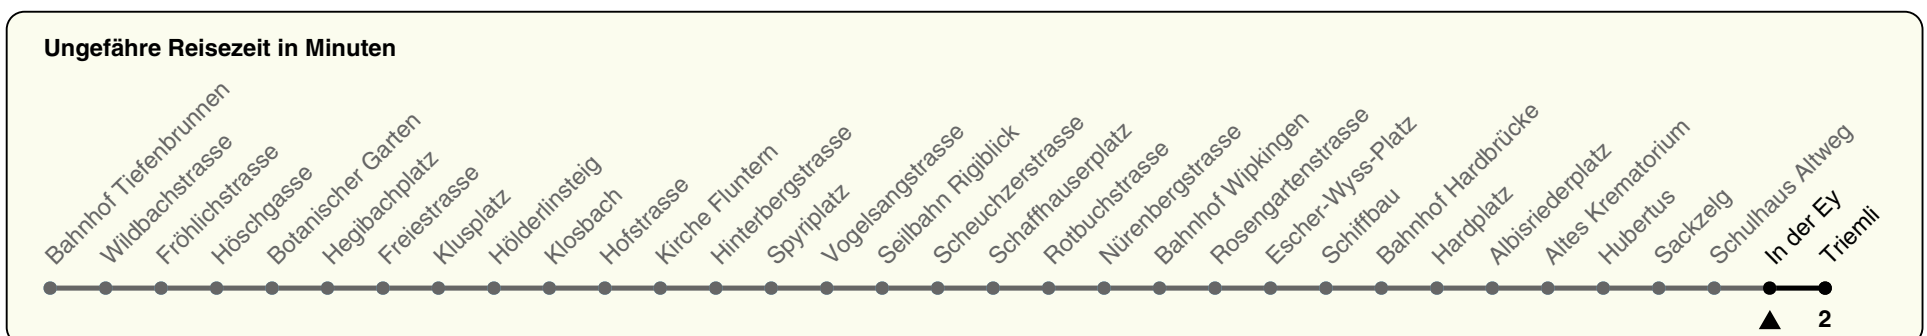 Ungefähre Reisezeit in Minuten
Bahnhof Tiefenbrunnen
Wildbachstrasse
Fröhlichstrasse
Höschgasse
Botanischer Garten
Hegibachplatz
Freiestrasse
Klusplatz
Hölderlinsteig
Klosbach
Hofstrasse
Kirche Fluntern
Hinterbergstrasse
Spyriplatz
Vogelsangstrasse
Seilbahn Rigiblick
Scheuchzerstrasse
Schaffhauserplatz
Rotbuchstrasse
Nürenbergstrasse
Bahnhof Wipkingen
Rosengartenstrasse
Escher-Wyss-Platz
Schiffbau
Bahnhof Hardbrücke
Hardplatz
Albisriederplatz
Altes Krematorium
Hubertus
Sackzelg
Schulhaus Altweg
In der Ey
Triemli
2